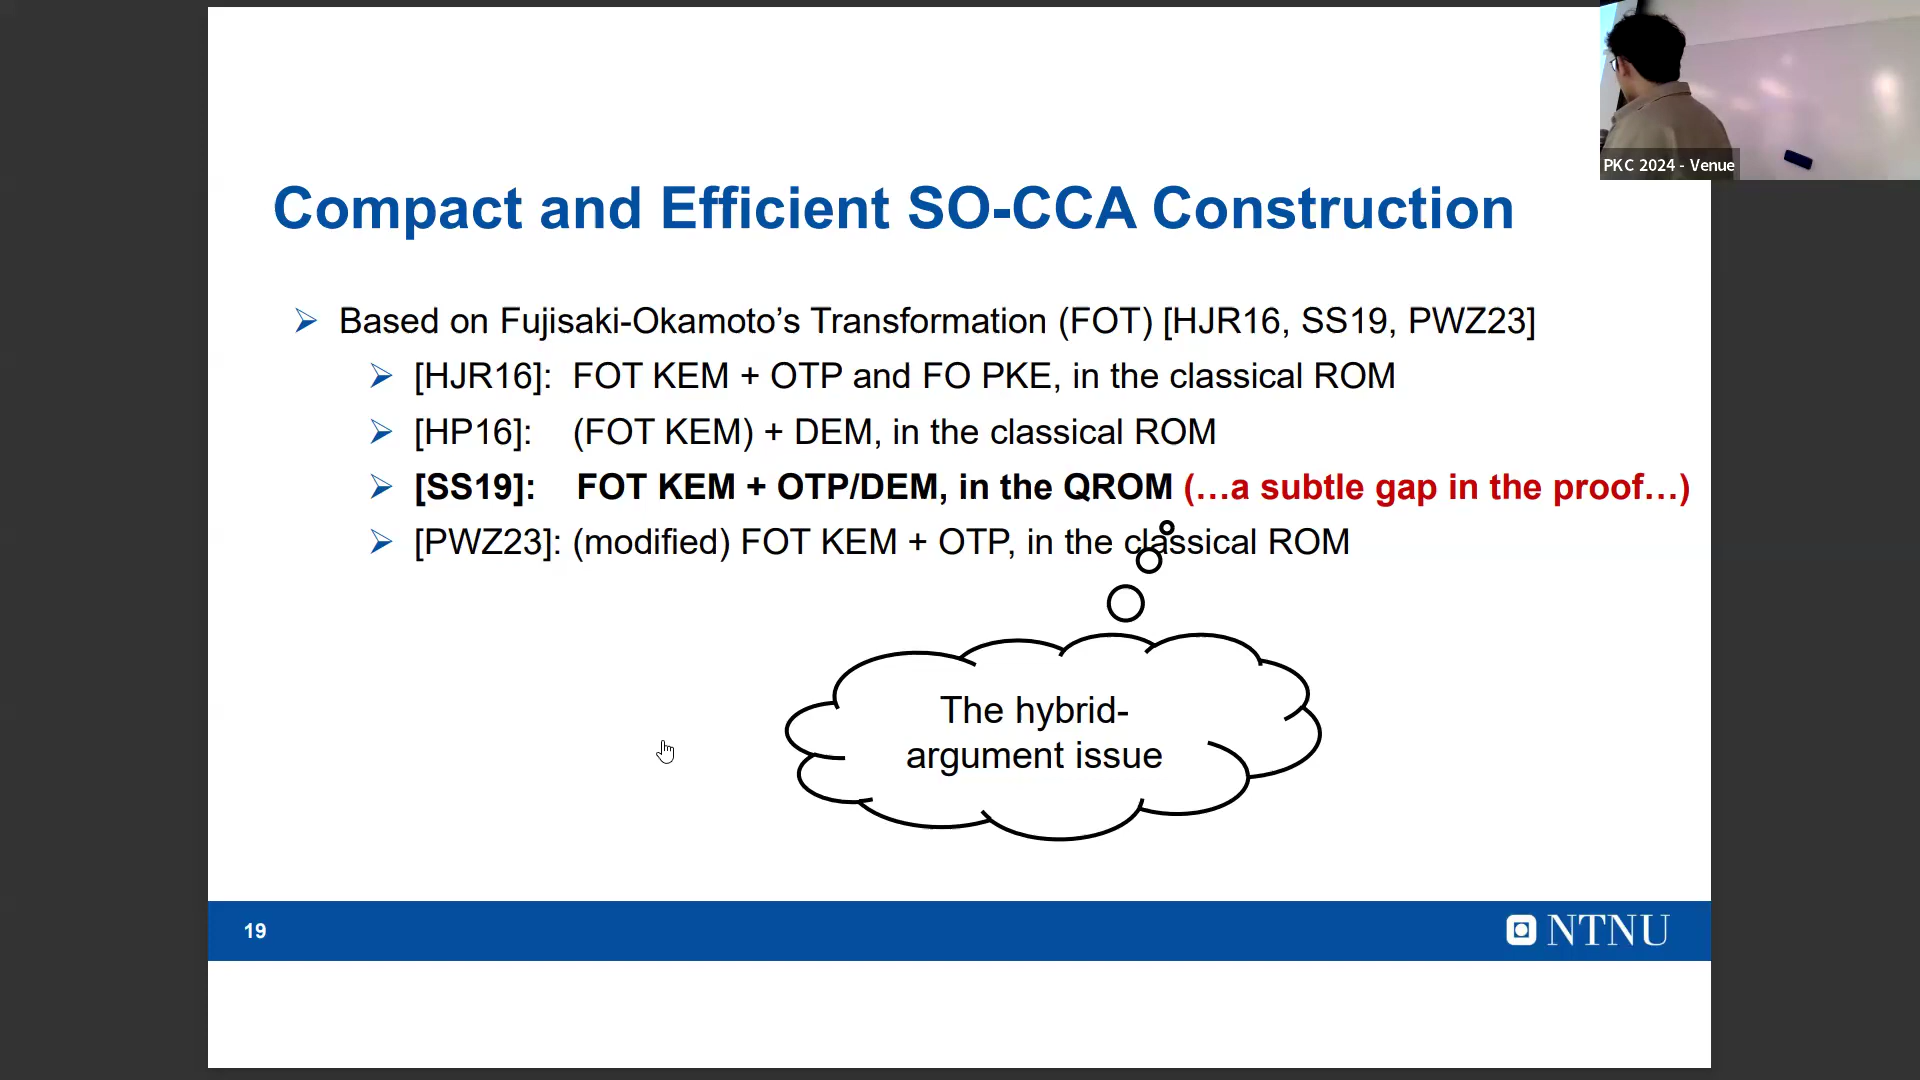 PKC 2024 - Venue
Compact and Efficient SO-CCA Construction
Based on Fujisaki-Okamoto’s Transformation (FOT) [HJR16, SS19, PWZ23]
[HJR16]: FOT KEM + OTP and FO PKE, in the classical ROM
[HP16]: (FOT KEM) + DEM, in the classical ROM
[SS19]: FOT KEM + OTP/DEM, in the QROM (…a subtle gap in the proof…)
[PWZ23]: (modified) FOT KEM + OTP, in the classical ROM
The hybrid-
argument issue
19
NTNU